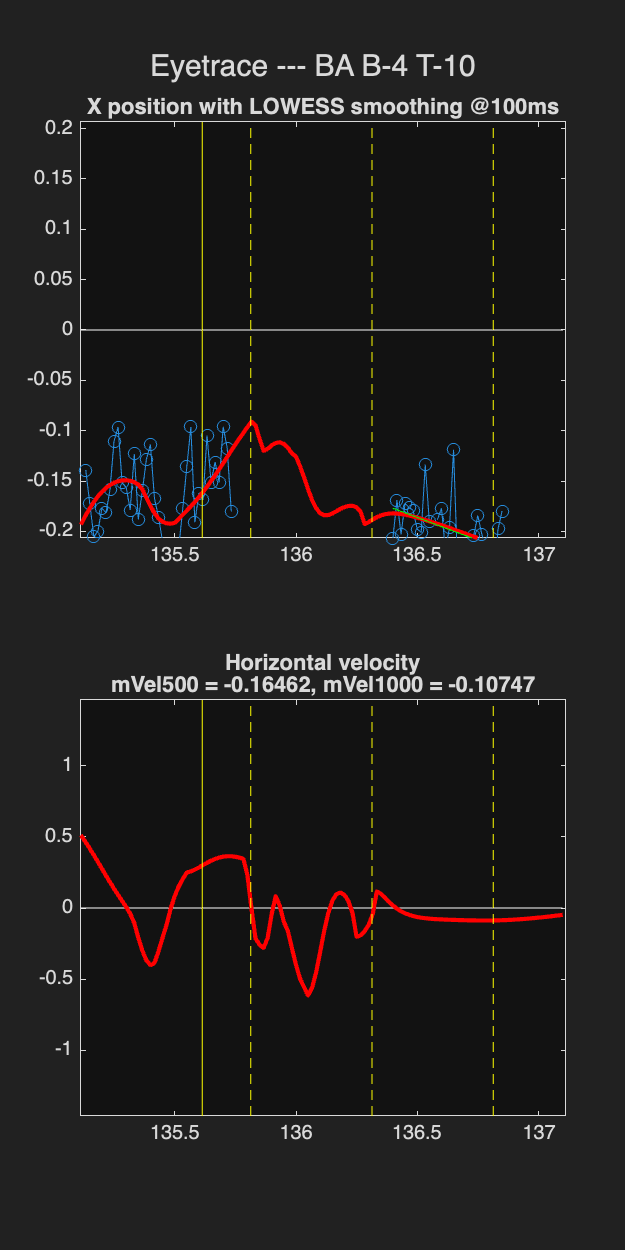 Eyetrace --- BA B-4 T-10
X position with LOWESS smoothing @100ms
0.2
0.15
0.1
0.05
0
-0.05
-0.1
-0.15
-0.2
135.5 136 136.5 137
Horizontal velocity
mVel500 = -0.16462, mVel1000 = -0.10747
1
0.5
0
-0.5
-1
135.5 136 136.5 137